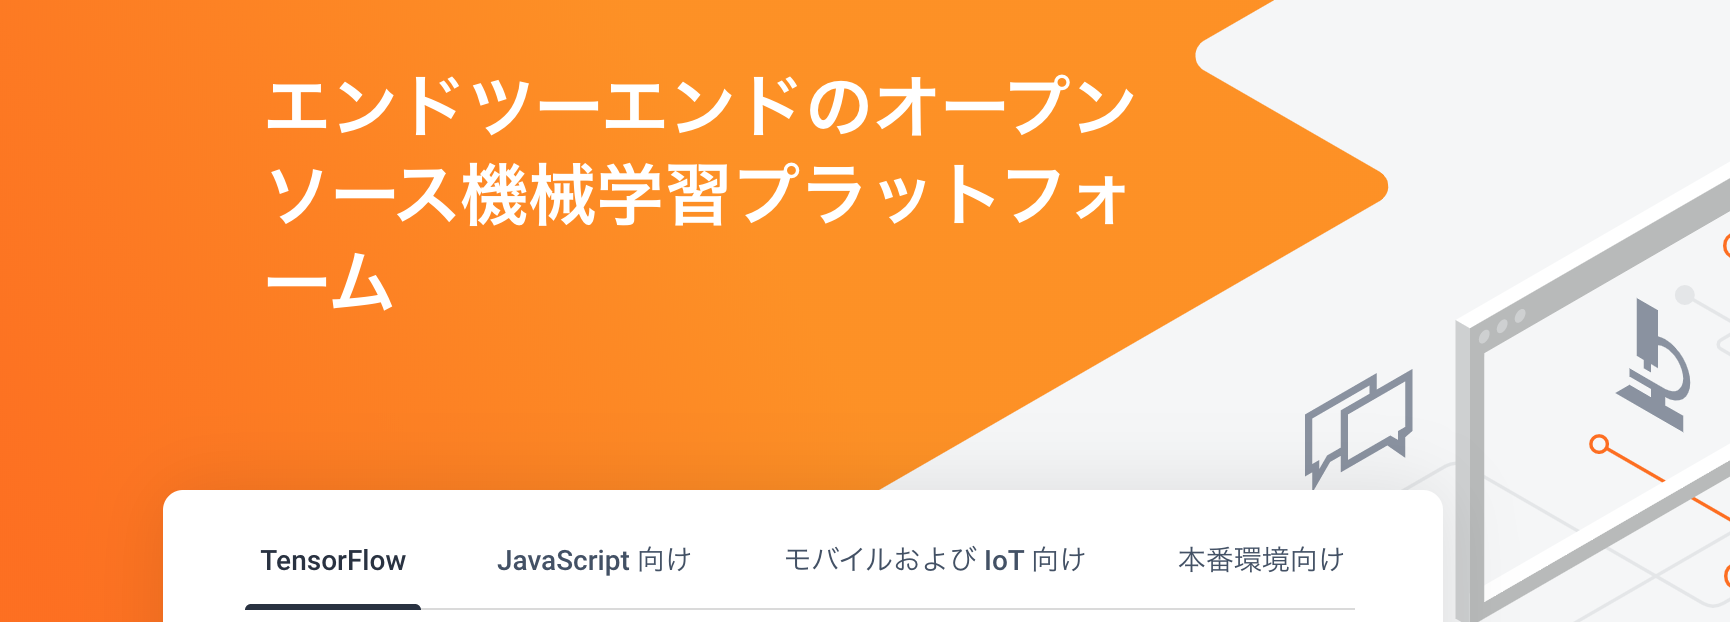 エンドツーエンドのオープン
ソース機械学習プラットフォ
ーム
TensorFlow
JavaScript 向け
モバイルおよび IoT 向け
本番環境向け